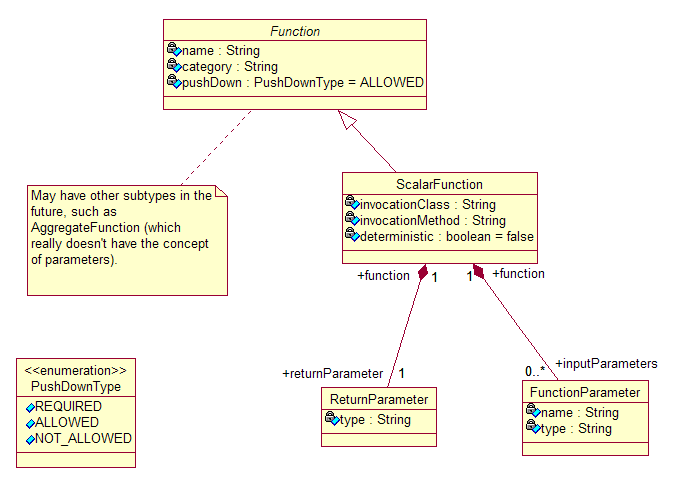 Function
name : String
category : String
pushDown : PushDownType = ALLOWED
May have other subtypes in the
future, such as
AggregateFunction (which
really doesn't have the concept
of parameters).
ScalarFunction
invocationClass : String
invocationMethod : String
deterministic : boolean = false
+function
1
1
+function
+returnParameter
1
0..*
+inputParameters
<<enumeration>>
PushDownType
REQUIRED
ALLOWED
NOT_ALLOWED
ReturnParameter
type : String
FunctionParameter
name : String
type : String